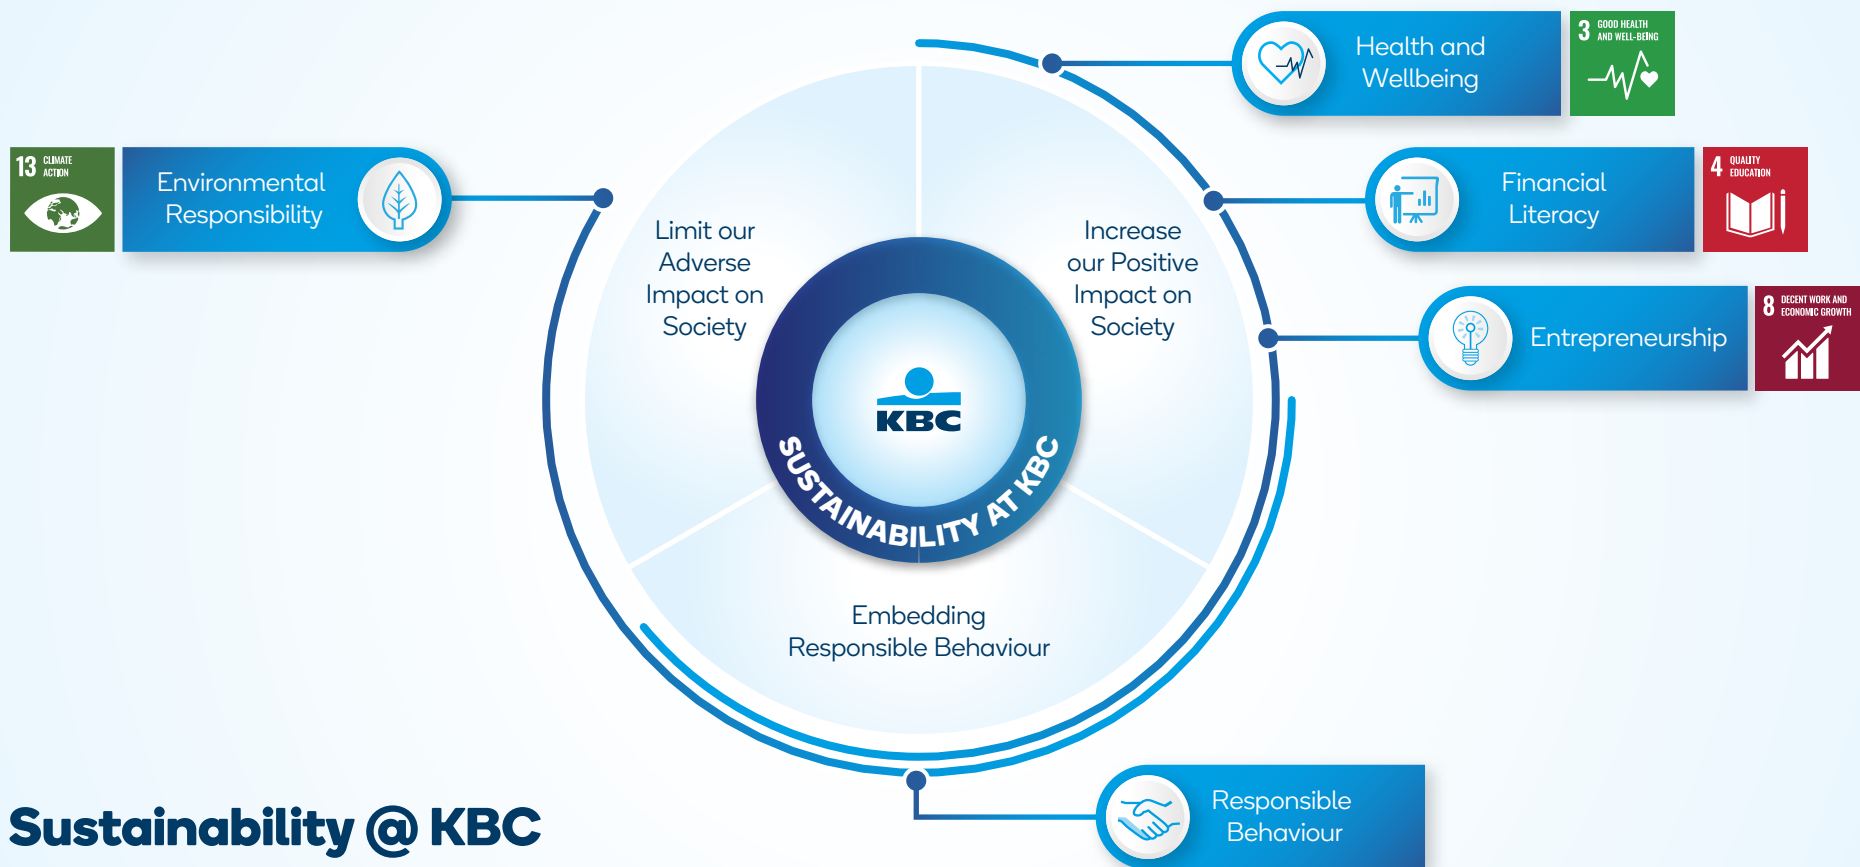 3 GOOD HEALTH
AND WELL-BEING
Health and
Wellbeing
13 CLIMATE
ACTION
Environmental
Responsibility
4 QUALITY
EDUCATION
Financial
Literacy
Limit our
Adverse
Impact on
Society
Increase
our Positive
Impact on
Society
8 DECENT WORK AND
ECONOMIC GROWTH
Entrepreneurship
KBC
SUSTAINABILITY AT KBC
Embedding
Responsible Behaviour
Responsible
Behaviour
Sustainability @ KBC